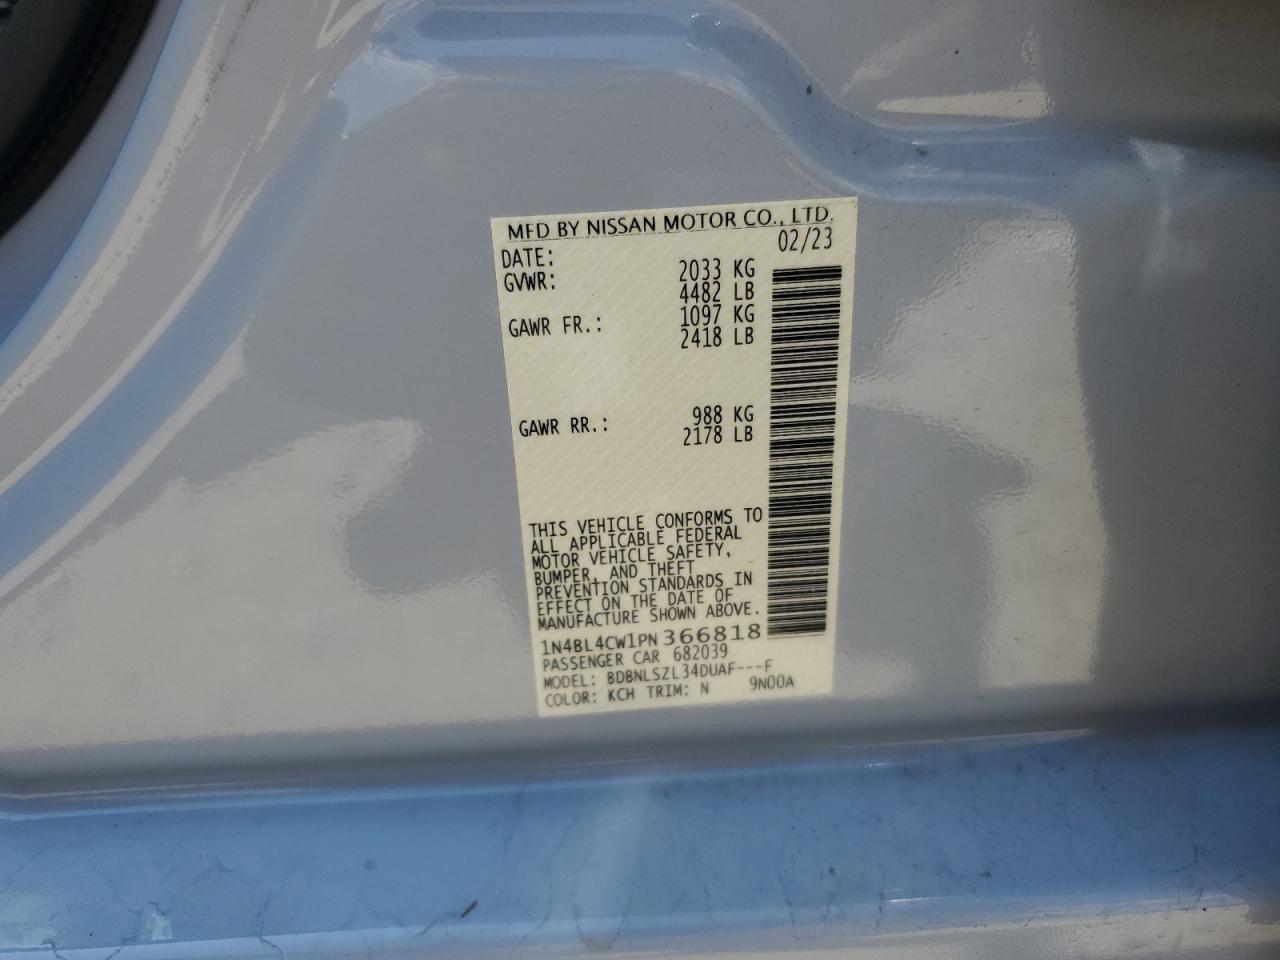 MFD BY NISSAN MOTOR CO., LTD.
DATE: 02/23
GVWR: 2033 KG
4482 LB
GAWR FR.: 1097 KG
2418 LB
GAWR RR.: 988 KG
2178 LB
THIS VEHICLE CONFORMS TO
ALL APPLICABLE FEDERAL
MOTOR VEHICLE SAFETY,
BUMPER, AND THEFT
PREVENTION STANDARDS IN
EFFECT ON THE DATE OF
MANUFACTURE SHOWN ABOVE.
1N4BL4CW1PN366818
PASSENGER CAR 682039
MODEL: BDBNLSZL34DUAF---F
COLOR: KCH TRIM: N 9N00A